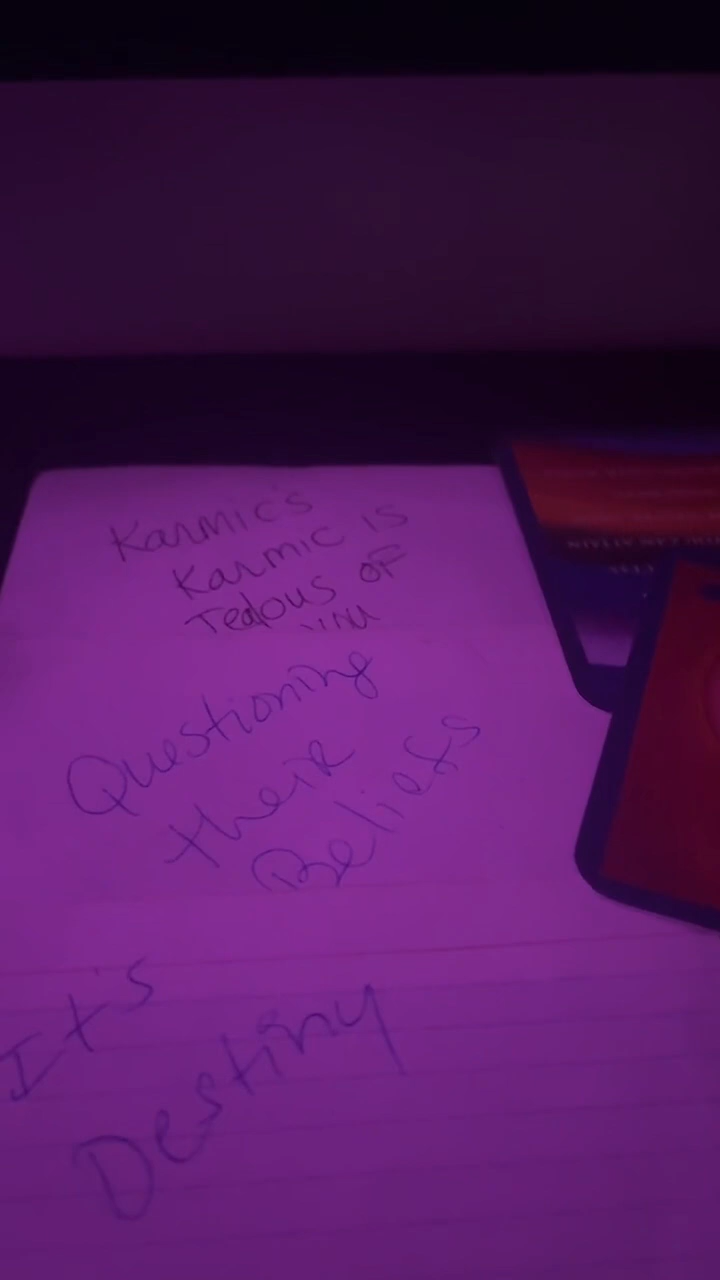 Karmic's
Karmic is
Jealous of
Questioning
their
Beliefs
It's
Destiny